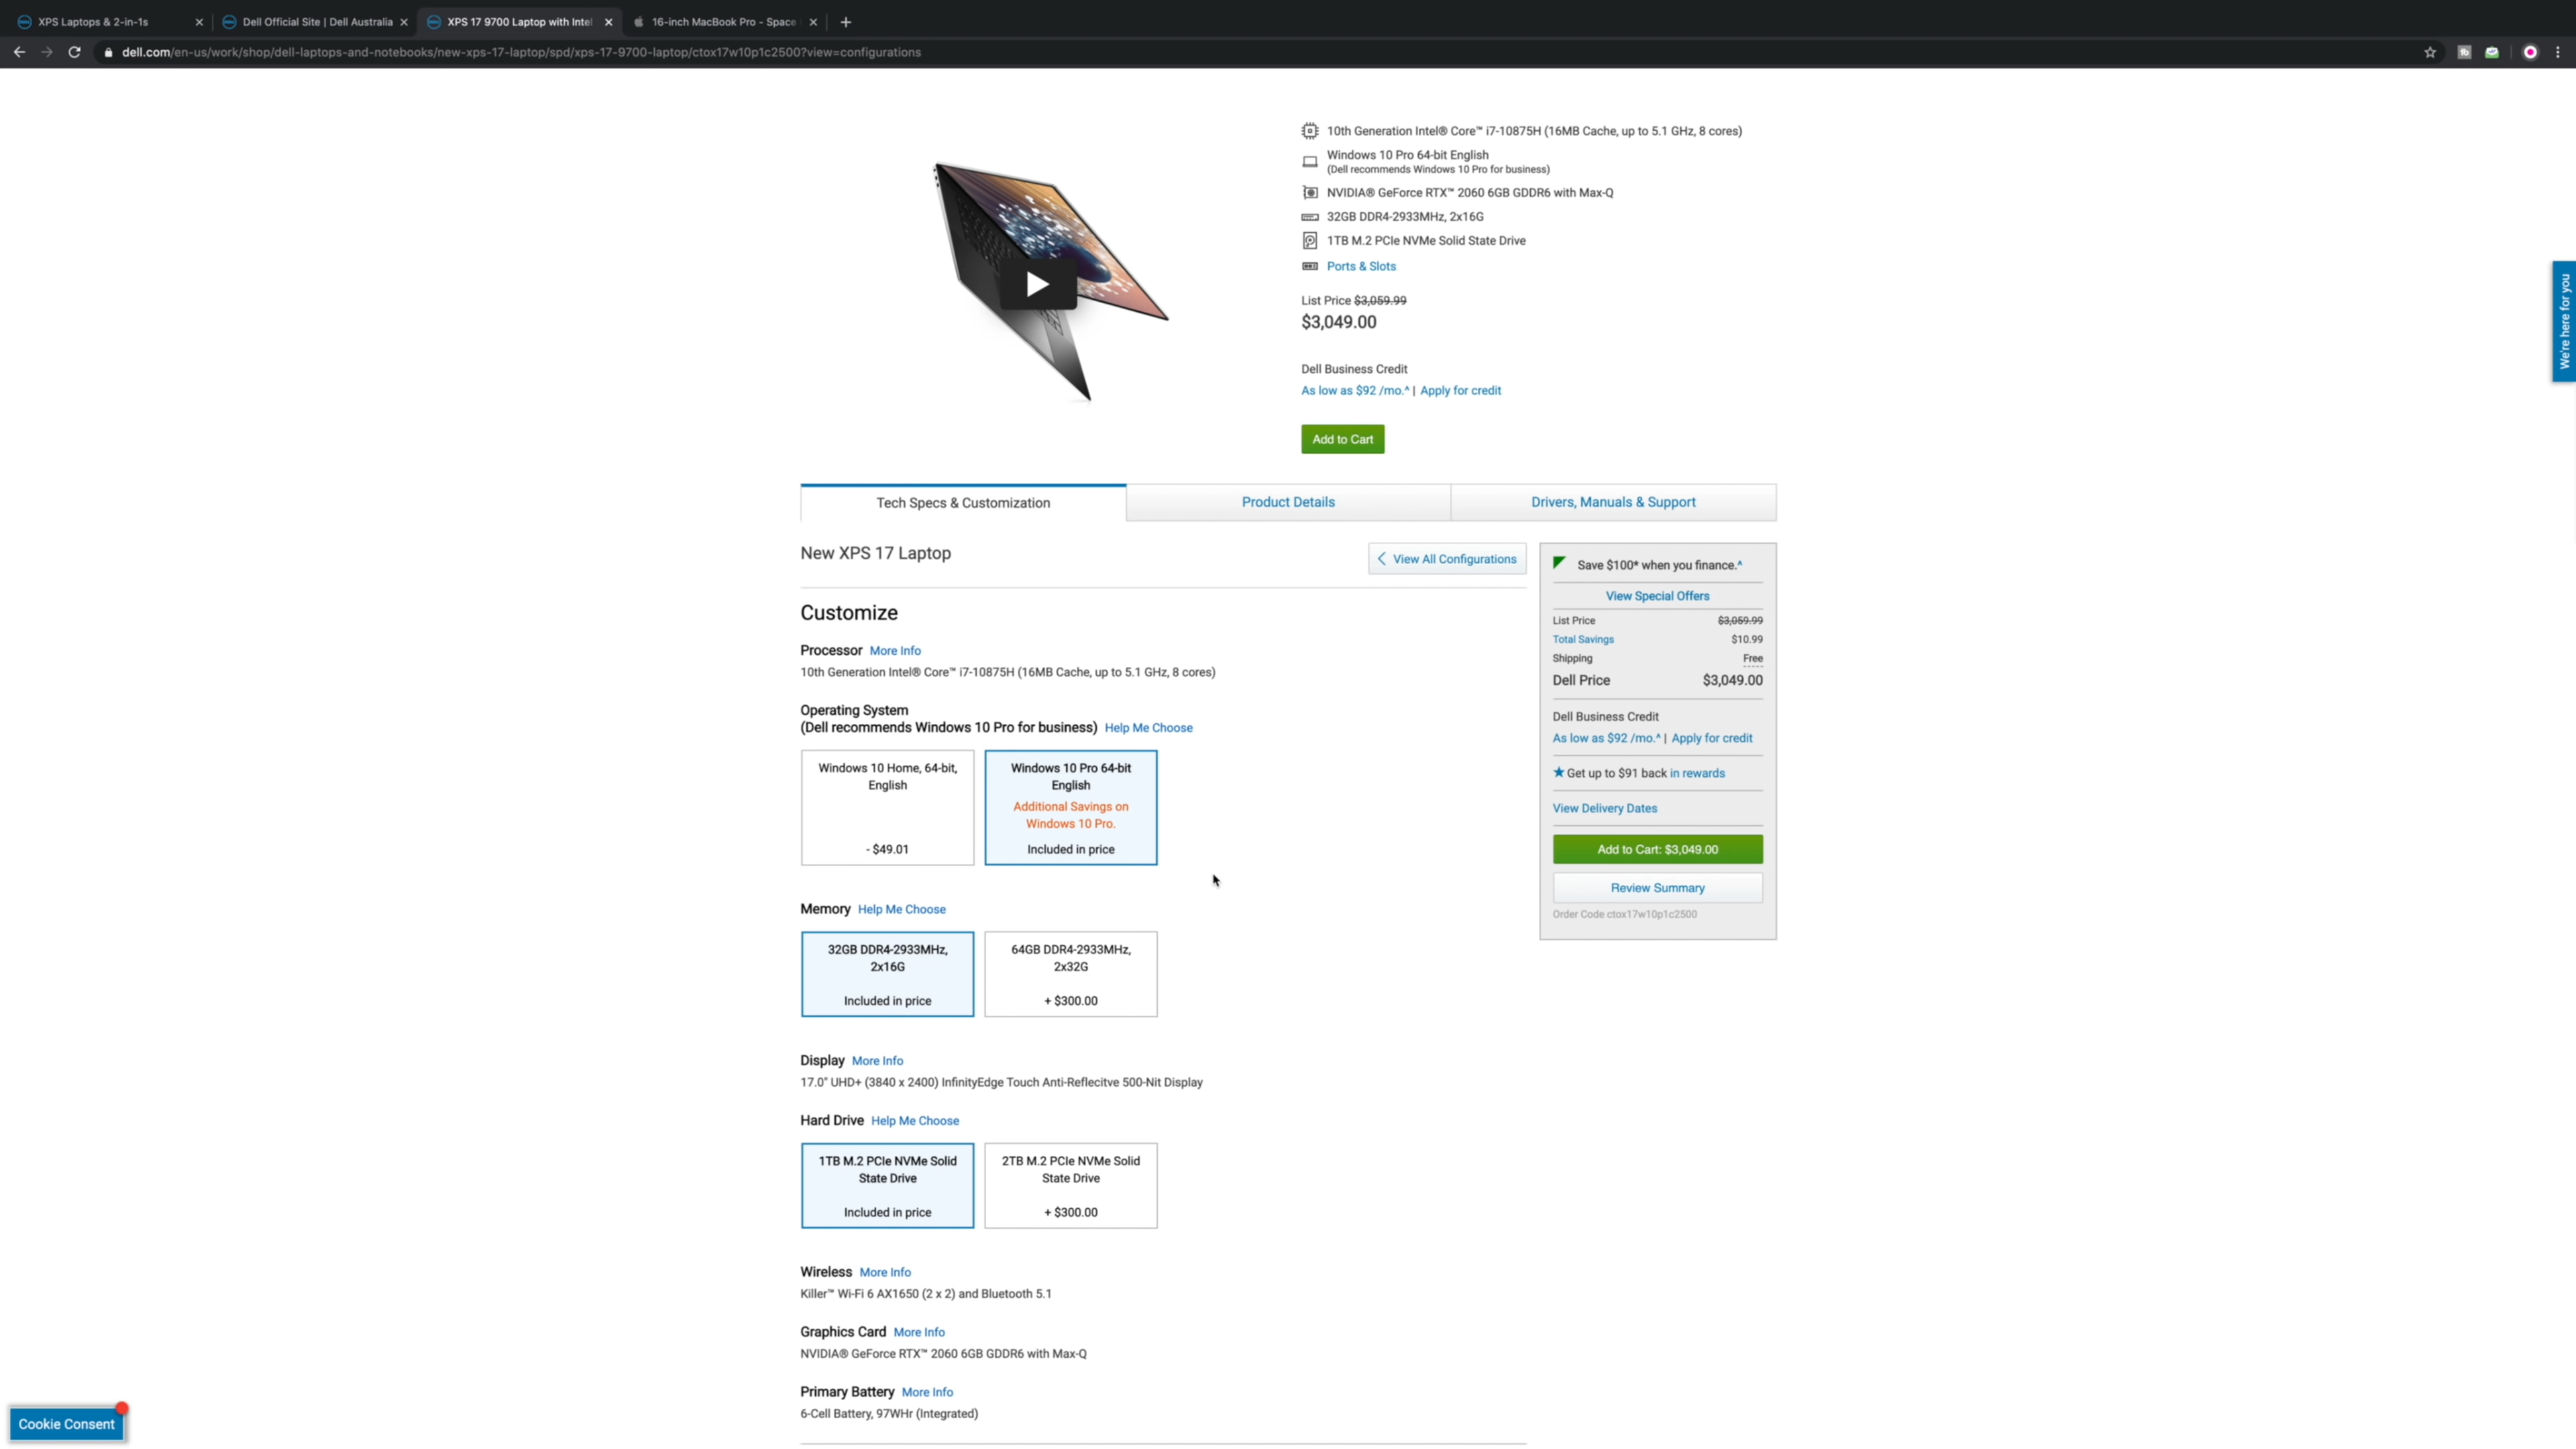 XPS Laptops & 2-in-1s
Dell Official Site | Dell Australia
XPS 17 9700 Laptop with Intel
16-inch MacBook Pro - Space
dell.com/en-us/work/shop/dell-laptops-and-notebooks/new-xps-17-laptop/spd/xps-17-9700-laptop/ctox17w10p1c2500?view=configurations
10th Generation Intel® Core™ i7-10875H (16MB Cache, up to 5.1 GHz, 8 cores)
Windows 10 Pro 64-bit English
(Dell recommends Windows 10 Pro for business)
NVIDIA® GeForce RTX™ 2060 6GB GDDR6 with Max-Q
32GB DDR4-2933MHz, 2x16G
1TB M.2 PCIe NVMe Solid State Drive
Ports & Slots
List Price $3,059.99
$3,049.00
Dell Business Credit
As low as $92 /mo.^ | Apply for credit
Add to Cart
We're here for you
Tech Specs & Customization
Product Details
Drivers, Manuals & Support
New XPS 17 Laptop
View All Configurations
Customize
Processor More Info
10th Generation Intel® Core™ i7-10875H (16MB Cache, up to 5.1 GHz, 8 cores)
Operating System
(Dell recommends Windows 10 Pro for business) Help Me Choose
Windows 10 Home, 64-bit,
English
- $49.01
Windows 10 Pro 64-bit
English
Additional Savings on
Windows 10 Pro.
Included in price
Memory Help Me Choose
32GB DDR4-2933MHz,
2x16G
Included in price
64GB DDR4-2933MHz,
2x32G
+ $300.00
Display More Info
17.0" UHD+ (3840 x 2400) InfinityEdge Touch Anti-Reflecitve 500-Nit Display
Hard Drive Help Me Choose
1TB M.2 PCIe NVMe Solid
State Drive
Included in price
2TB M.2 PCIe NVMe Solid
State Drive
+ $300.00
Wireless More Info
Killer™ Wi-Fi 6 AX1650 (2 x 2) and Bluetooth 5.1
Graphics Card More Info
NVIDIA® GeForce RTX™ 2060 6GB GDDR6 with Max-Q
Primary Battery More Info
6-Cell Battery, 97WHr (Integrated)
Save $100* when you finance.^
View Special Offers
List Price $3,059.99
Total Savings $10.99
Shipping Free
Dell Price $3,049.00
Dell Business Credit
As low as $92 /mo.^ | Apply for credit
Get up to $91 back in rewards
View Delivery Dates
Add to Cart: $3,049.00
Review Summary
Order Code ctox17w10p1c2500
Cookie Consent